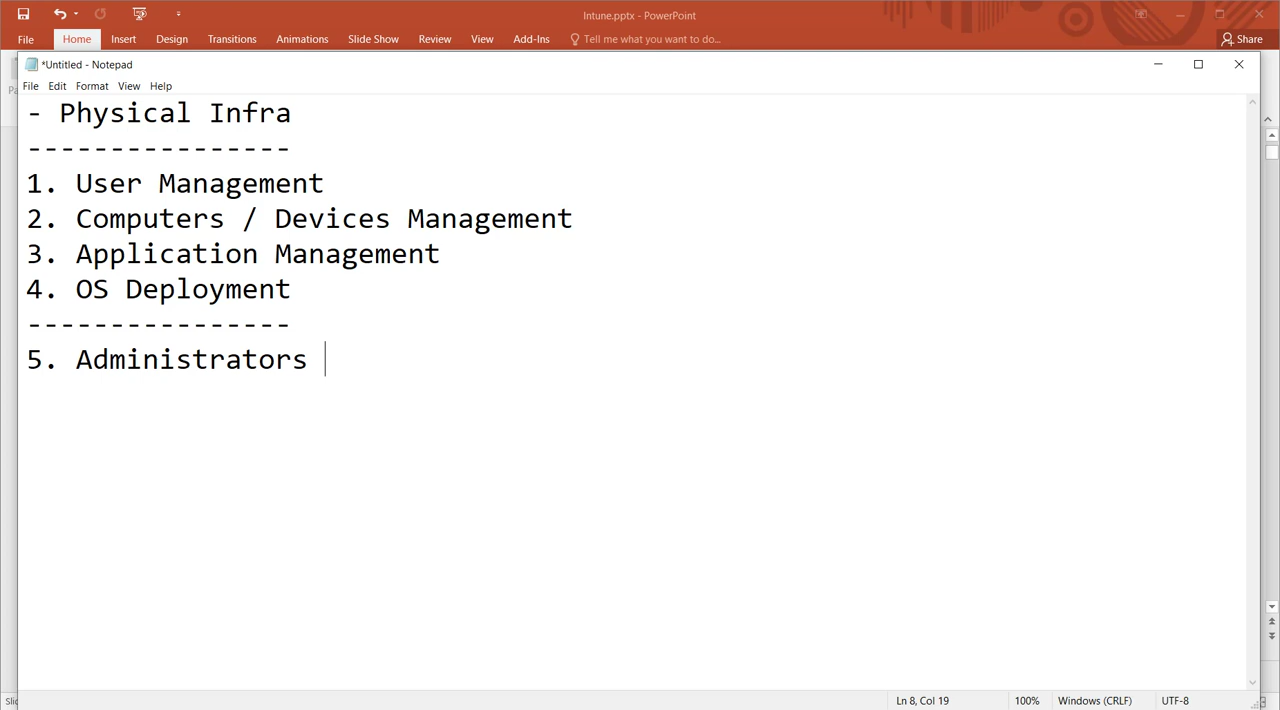 Intune.pptx - PowerPoint
File Home Insert Design Transitions Animations Slide Show Review View Add-Ins Tell me what you want to do... Share
*Untitled - Notepad
File Edit Format View Help
- Physical Infra
----------------
1. User Management
2. Computers / Devices Management
3. Application Management
4. OS Deployment
----------------
5. Administrators
Ln 8, Col 19 100% Windows (CRLF) UTF-8